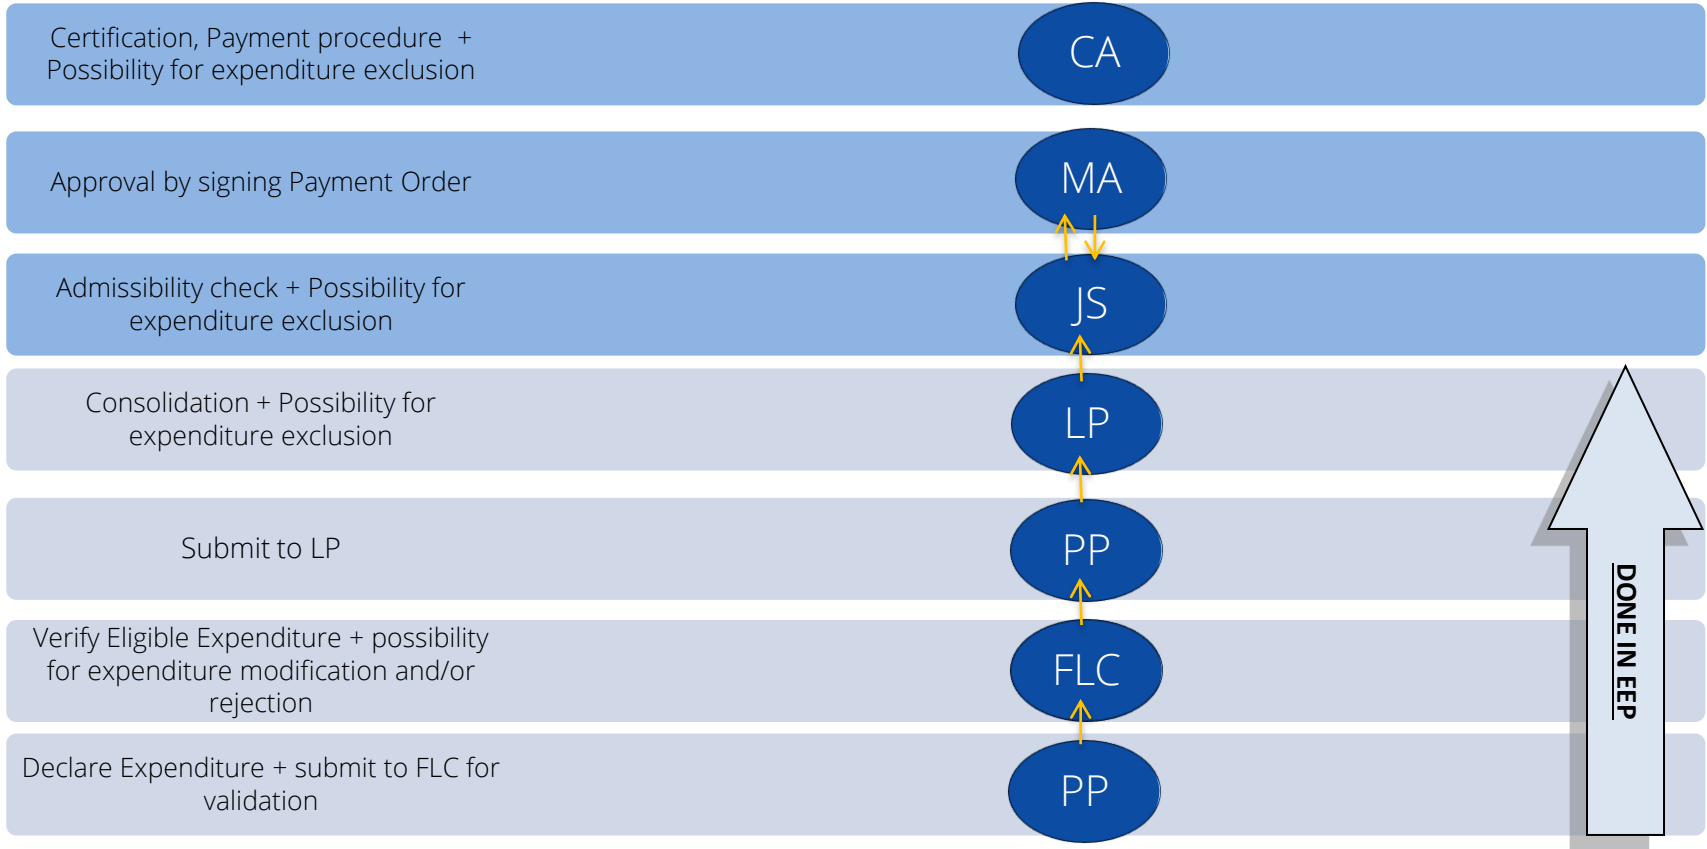 Certification, Payment procedure +
Possibility for expenditure exclusion
CA
Approval by signing Payment Order
MA
Admissibility check + Possibility for
expenditure exclusion
JS
Consolidation + Possibility for
expenditure exclusion
LP
Submit to LP
PP
Verify Eligible Expenditure + possibility
for expenditure modification and/or
rejection
FLC
Declare Expenditure + submit to FLC for
validation
PP
DONE IN EEP